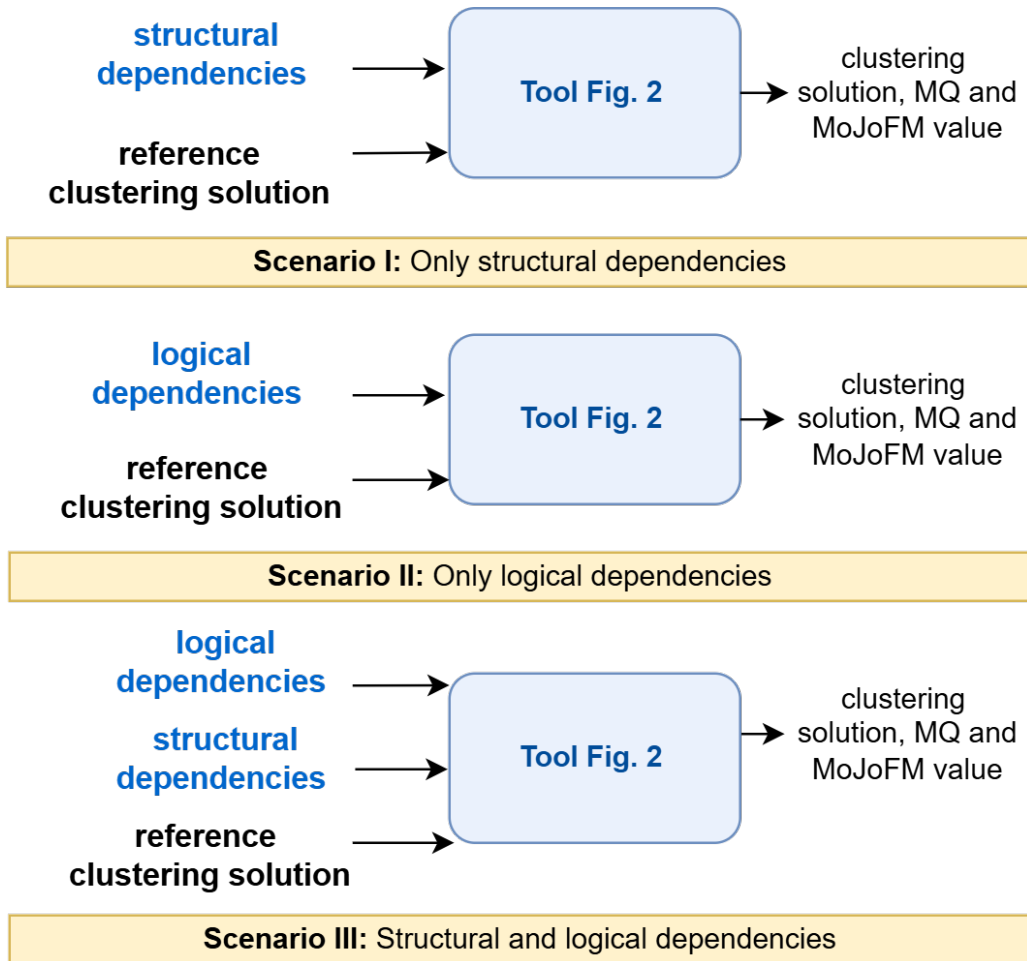 structural
dependencies
reference
clustering solution
Tool Fig. 2
clustering
solution, MQ and
MoJoFM value
Scenario I: Only structural dependencies
logical
dependencies
reference
clustering solution
Tool Fig. 2
clustering
solution, MQ and
MoJoFM value
Scenario II: Only logical dependencies
logical
dependencies
structural
dependencies
reference
clustering solution
Tool Fig. 2
clustering
solution, MQ and
MoJoFM value
Scenario III: Structural and logical dependencies